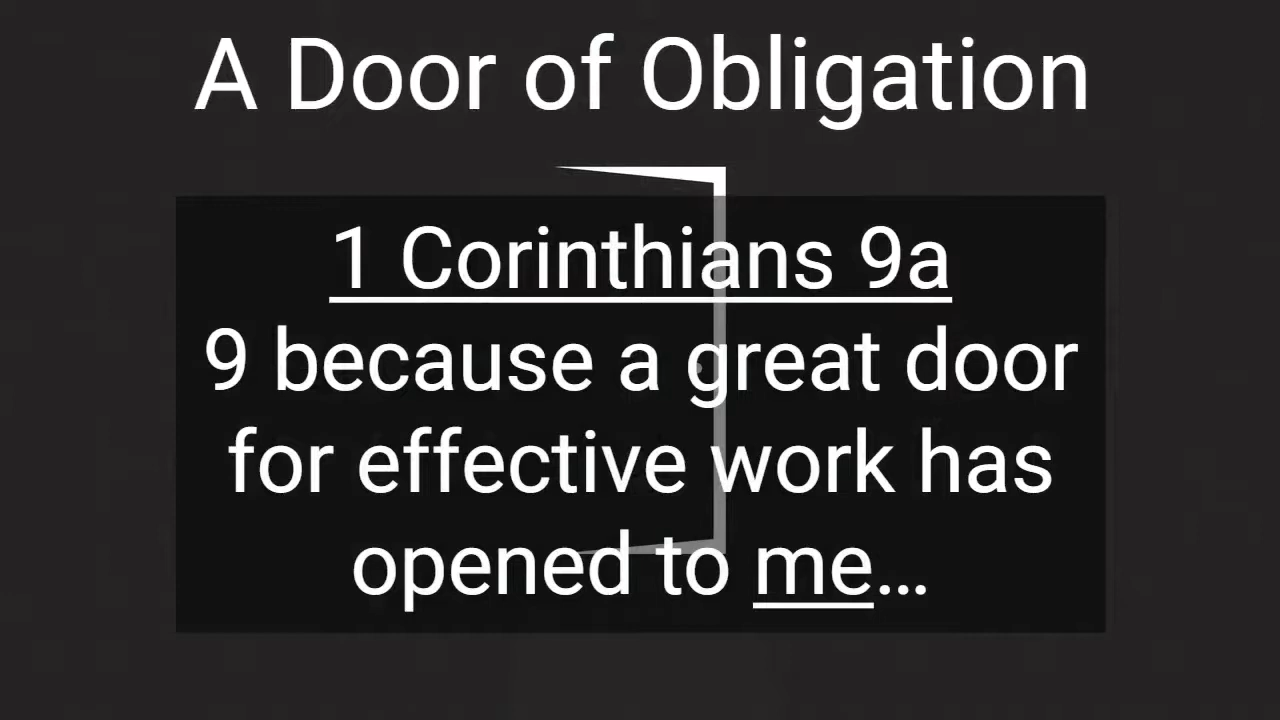 A Door of Obligation
1 Corinthians 9a
9 because a great door
for effective work has
opened to me…